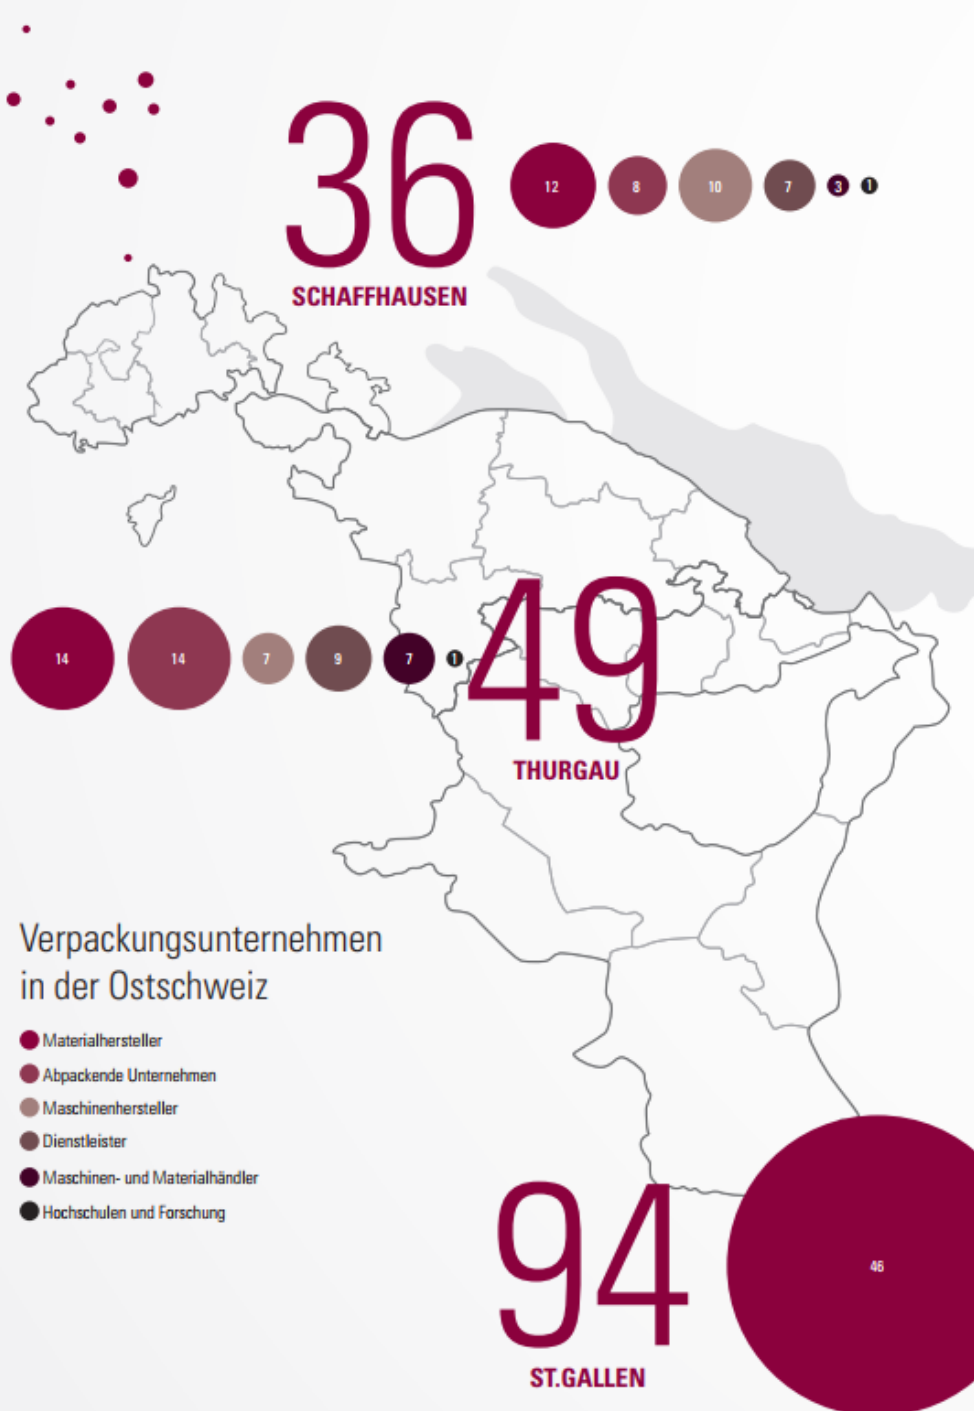 36
SCHAFFHAUSEN
12 8 10 7 3 1
14 14 7 9 7 1
49
THURGAU
Verpackungsunternehmen
in der Ostschweiz
Materialhersteller
Abpackende Unternehmen
Maschinenhersteller
Dienstleister
Maschinen- und Materialhändler
Hochschulen und Forschung
94
ST.GALLEN
46